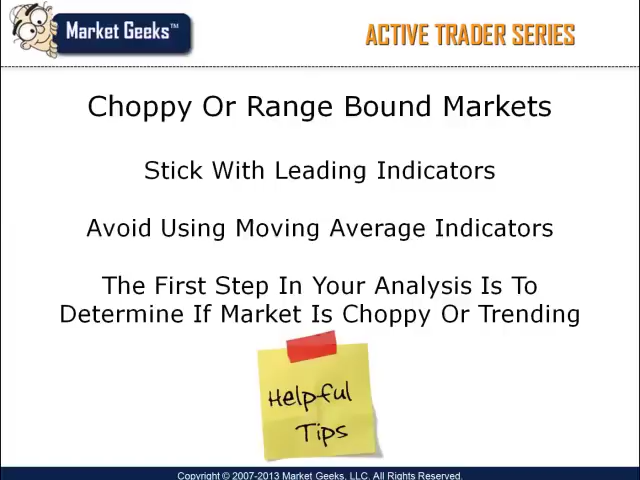 Market Geeks™
ACTIVE TRADER SERIES
Choppy Or Range Bound Markets
Stick With Leading Indicators
Avoid Using Moving Average Indicators
The First Step In Your Analysis Is To
Determine If Market Is Choppy Or Trending
Helpful
Tips
Copyright © 2007-2013 Market Geeks, LLC. All Rights Reserved.